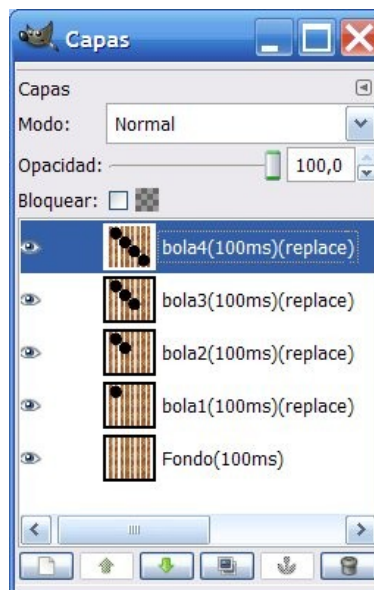 Capas
Capas
Modo: Normal
Opacidad: 100,0
Bloquear:
bola4(100ms)(replace)
bola3(100ms)(replace)
bola2(100ms)(replace)
bola1(100ms)(replace)
Fondo(100ms)